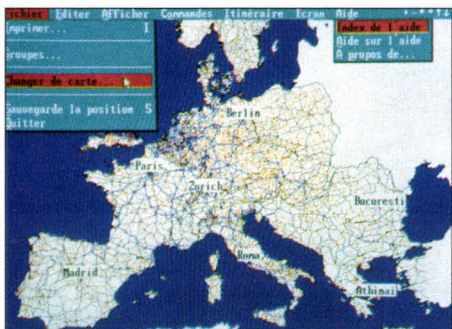 Fichier Editer Afficher Commandes Itinéraire Ecran Aide
Imprimer... I
Groupes...
Changer de carte...
Sauvegarde la position S
Quitter
Index de l'aide
Aide sur l'aide
A propos de...
Berlin
Paris
Zurich
Bucuresti
Roma
Madrid
Athinai